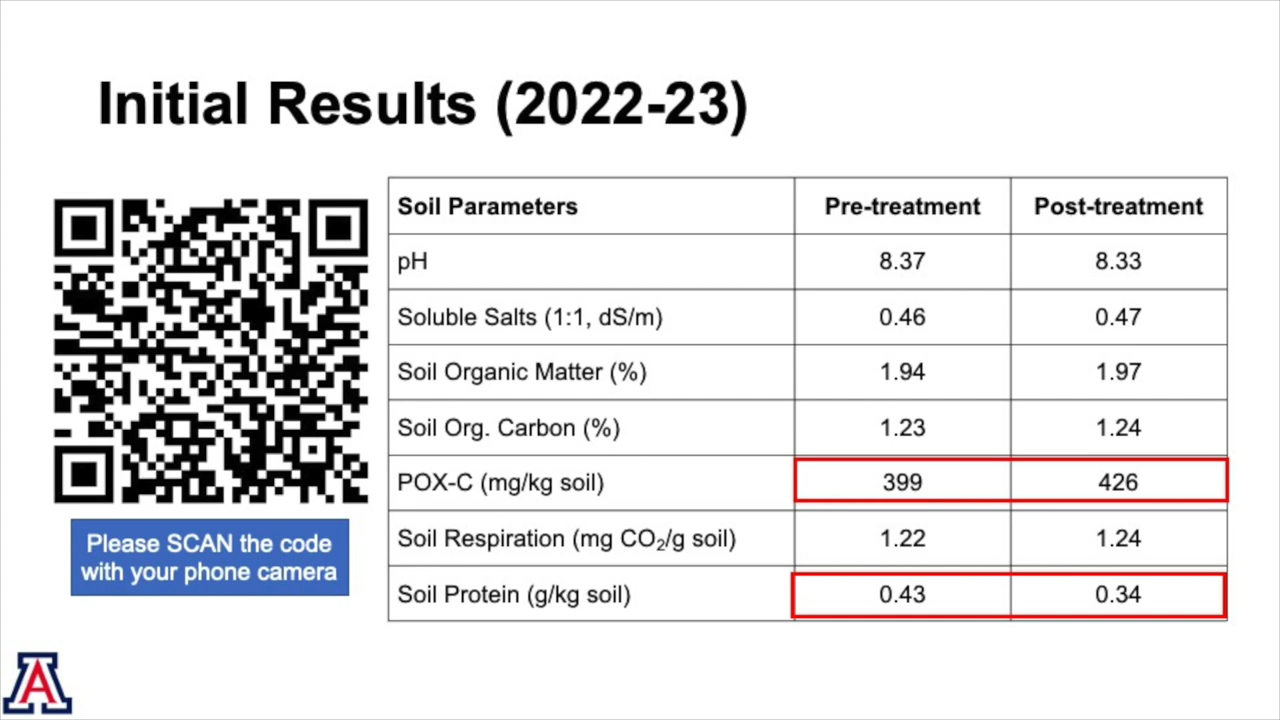 Initial Results (2022-23)
Soil Parameters Pre-treatment Post-treatment
pH 8.37 8.33
Soluble Salts (1:1, dS/m) 0.46 0.47
Soil Organic Matter (%) 1.94 1.97
Soil Org. Carbon (%) 1.23 1.24
POX-C (mg/kg soil) 399 426
Soil Respiration (mg CO₂/g soil) 1.22 1.24
Soil Protein (g/kg soil) 0.43 0.34
Please SCAN the code
with your phone camera
A